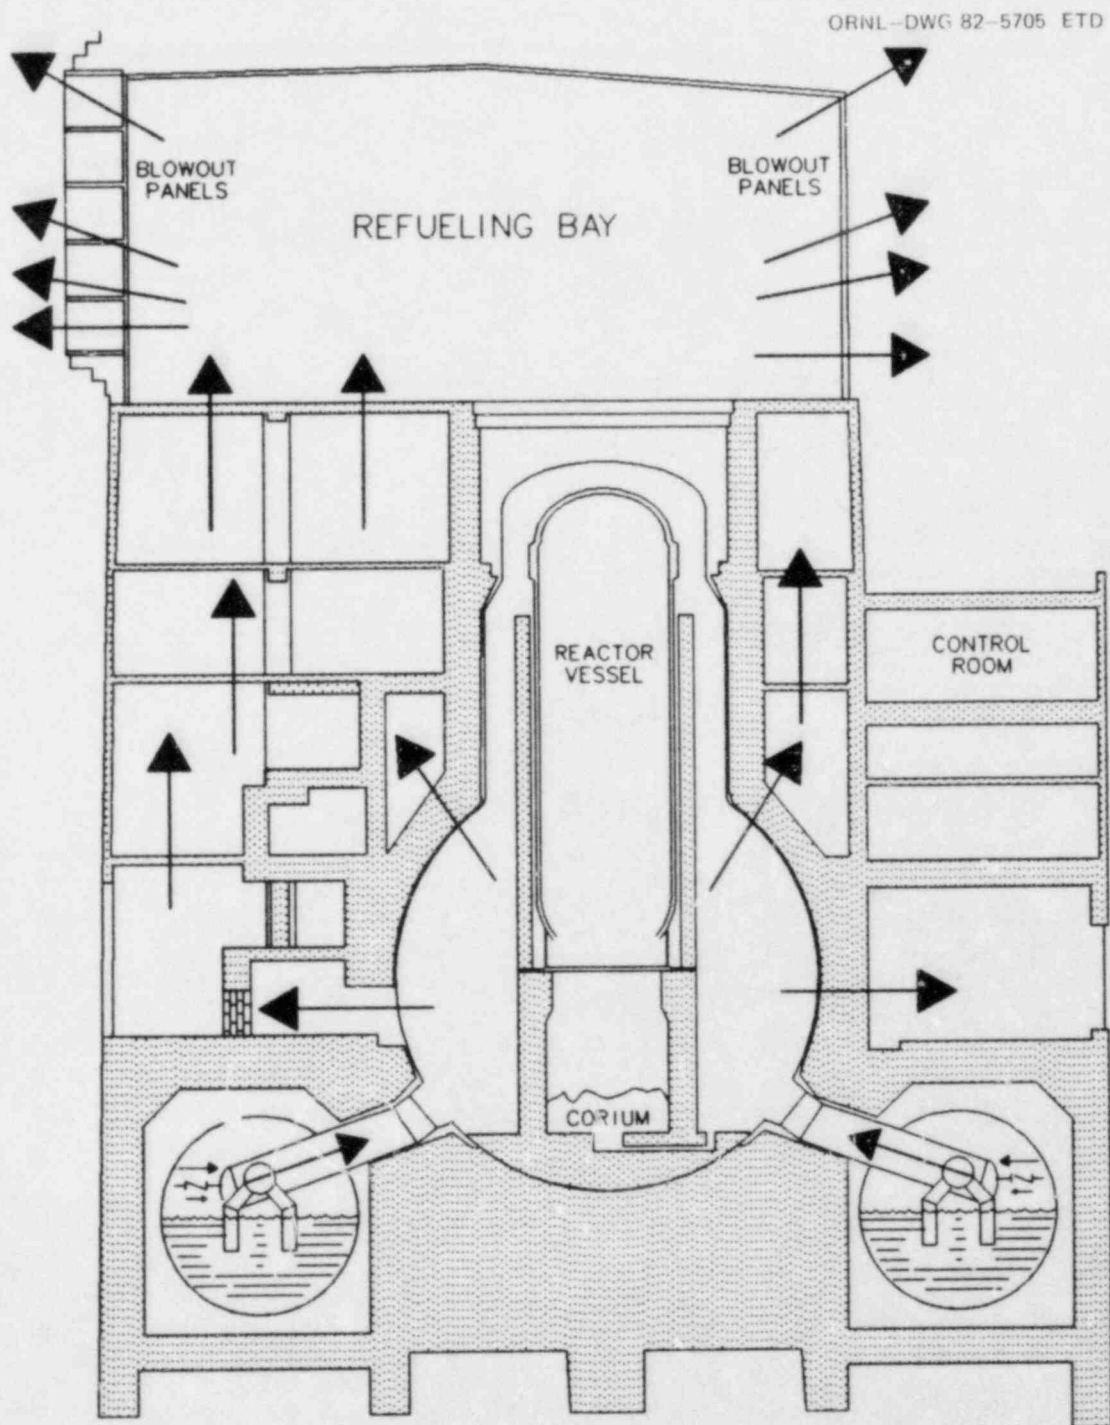 ORNL-DWG 82-5705 ETD
BLOWOUT
PANELS
BLOWOUT
PANELS
REFUELING BAY
REACTOR
VESSEL
CONTROL
ROOM
CORIUM